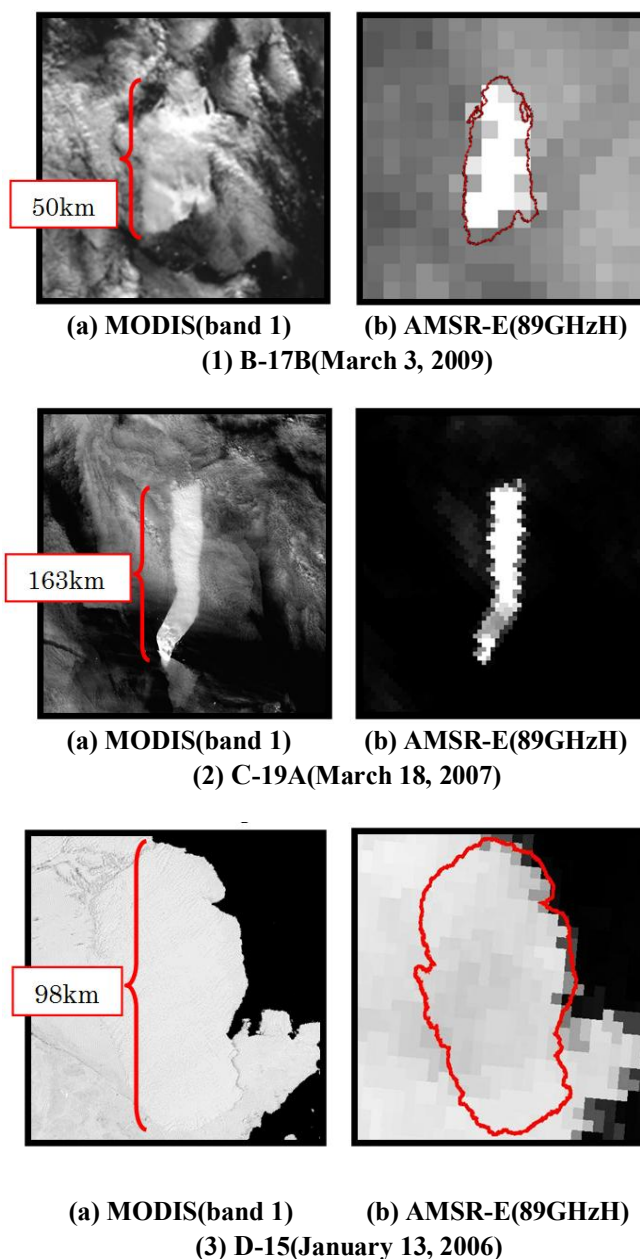 50km
(a) MODIS(band 1) (b) AMSR-E(89GHzH)
(1) B-17B(March 3, 2009)
163km
(a) MODIS(band 1) (b) AMSR-E(89GHzH)
(2) C-19A(March 18, 2007)
98km
(a) MODIS(band 1) (b) AMSR-E(89GHzH)
(3) D-15(January 13, 2006)